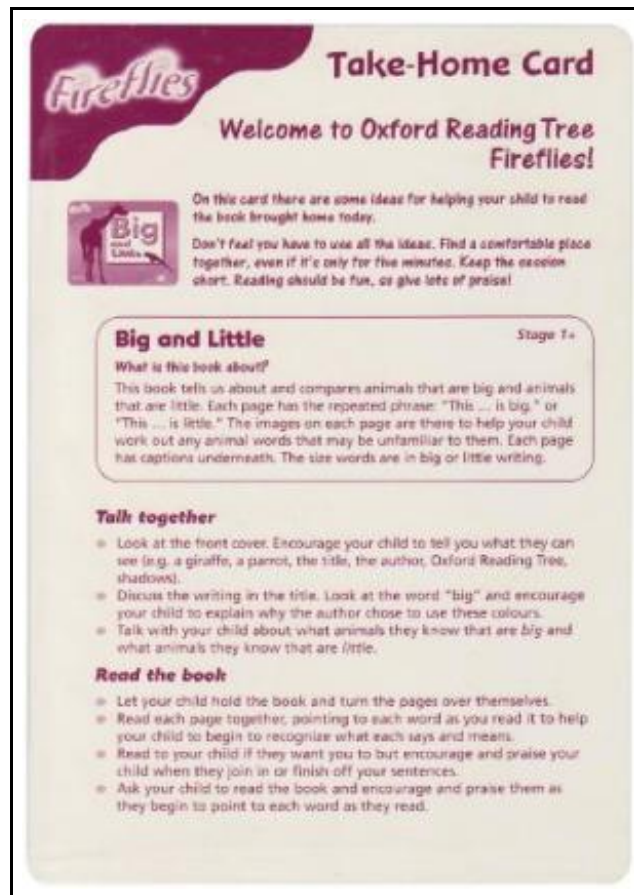 Fireflies
Take-Home Card
Welcome to Oxford Reading Tree
Fireflies!
On this card there are some ideas for helping your child to read
the book brought home today.
Big
and
Little
Don't feel you have to use all the ideas. Find a comfortable place
together, even if it's only for five minutes. Keep the session
short. Reading should be fun, so give lots of praise!
Big and Little
Stage 1+
What is this book about?
This book tells us about and compares animals that are big and animals
that are little. Each page has the repeated phrase: "This ... is big." or
"This ... is little." The images on each page are there to help your child
work out any animal words that may be unfamiliar to them. Each page
has captions underneath. The size words are in big or little writing.
Talk together
Look at the front cover. Encourage your child to tell you what they can
see (e.g. a giraffe, a parrot, the title, the author, Oxford Reading Tree,
shadows).
Discuss the writing in the title. Look at the word "big" and encourage
your child to explain why the author chose to use these colours.
Talk with your child about what animals they know that are big and
what animals they know that are little.
Read the book
Let your child hold the book and turn the pages over themselves.
Read each page together, pointing to each word as you read it to help
your child to begin to recognize what each says and means.
Read to your child if they want you to but encourage and praise your
child when they join in or finish off your sentences.
Ask your child to read the book and encourage and praise them as
they begin to point to each word as they read.